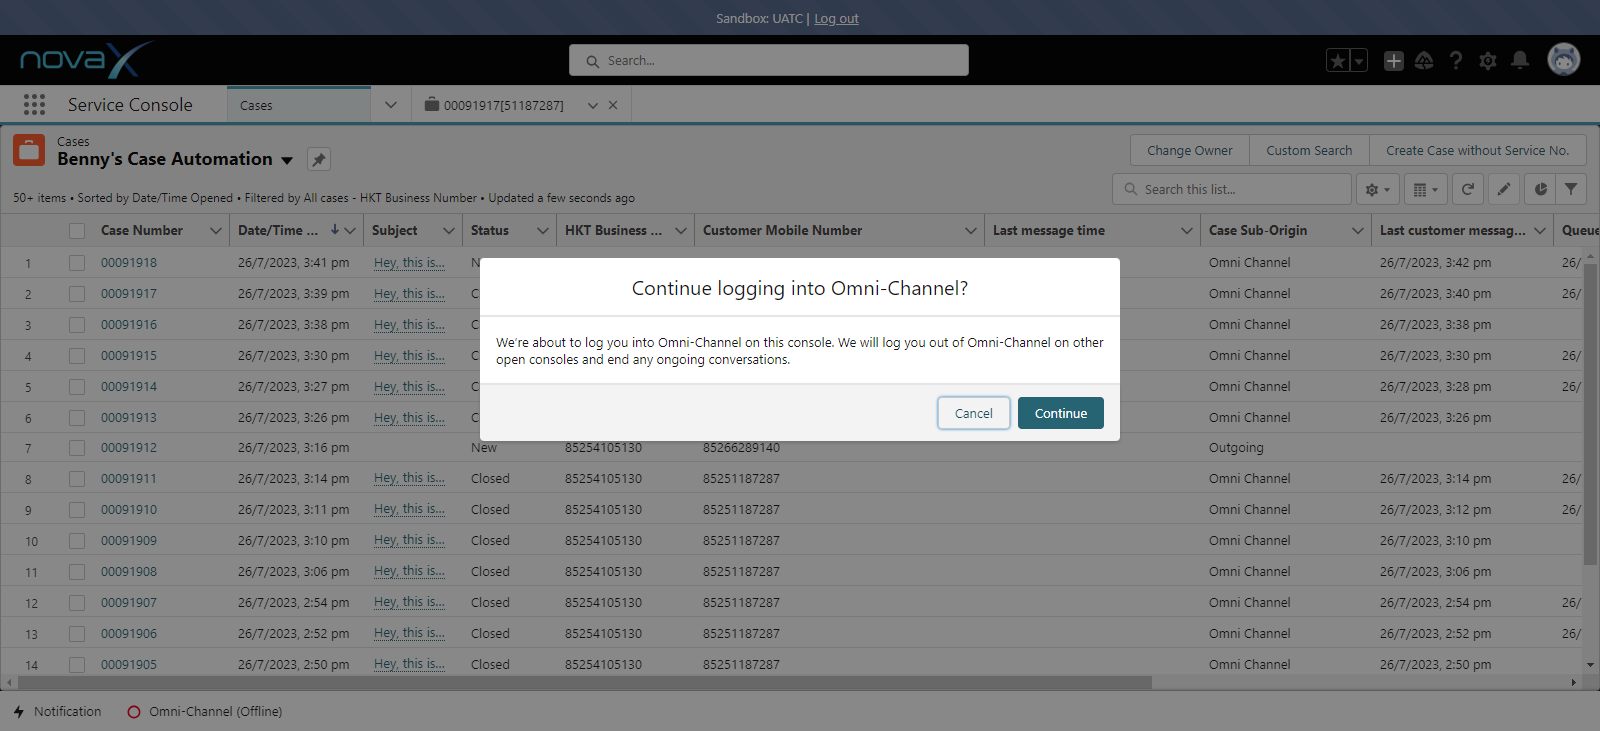 Sandbox: UATC | Log out
novaX
Search...
Service Console
Cases
00091917[51187287]
Cases
Benny's Case Automation
Change Owner
Custom Search
Create Case without Service No.
50+ items • Sorted by Date/Time Opened • Filtered by All cases - HKT Business Number • Updated a few seconds ago
Search this list...
Case Number Date/Time ... Subject Status HKT Business ... Customer Mobile Number Last message time Case Sub-Origin Last customer messag... Queue
1 00091918 26/7/2023, 3:41 pm Hey, this is... N Omni Channel 26/7/2023, 3:42 pm 26/
2 00091917 26/7/2023, 3:39 pm Hey, this is... C Omni Channel 26/7/2023, 3:40 pm 26/
3 00091916 26/7/2023, 3:38 pm Hey, this is... C Omni Channel 26/7/2023, 3:38 pm
4 00091915 26/7/2023, 3:30 pm Hey, this is... C Omni Channel 26/7/2023, 3:30 pm 26/
5 00091914 26/7/2023, 3:27 pm Hey, this is... C Omni Channel 26/7/2023, 3:28 pm 26/
6 00091913 26/7/2023, 3:26 pm Hey, this is... C Omni Channel 26/7/2023, 3:26 pm
7 00091912 26/7/2023, 3:16 pm New 85254105130 85266289140 Outgoing
8 00091911 26/7/2023, 3:14 pm Hey, this is... Closed 85254105130 85251187287 Omni Channel 26/7/2023, 3:14 pm 26/
9 00091910 26/7/2023, 3:11 pm Hey, this is... Closed 85254105130 85251187287 Omni Channel 26/7/2023, 3:12 pm 26/
10 00091909 26/7/2023, 3:10 pm Hey, this is... Closed 85254105130 85251187287 Omni Channel 26/7/2023, 3:10 pm
11 00091908 26/7/2023, 3:06 pm Hey, this is... Closed 85254105130 85251187287 Omni Channel 26/7/2023, 3:06 pm
12 00091907 26/7/2023, 2:54 pm Hey, this is... Closed 85254105130 85251187287 Omni Channel 26/7/2023, 2:54 pm 26/
13 00091906 26/7/2023, 2:52 pm Hey, this is... Closed 85254105130 85251187287 Omni Channel 26/7/2023, 2:52 pm 26/
14 00091905 26/7/2023, 2:50 pm Hey, this is... Closed 85254105130 85251187287 Omni Channel 26/7/2023, 2:50 pm
Continue logging into Omni-Channel?
We're about to log you into Omni-Channel on this console. We will log you out of Omni-Channel on other
open consoles and end any ongoing conversations.
Cancel
Continue
Notification
Omni-Channel (Offline)